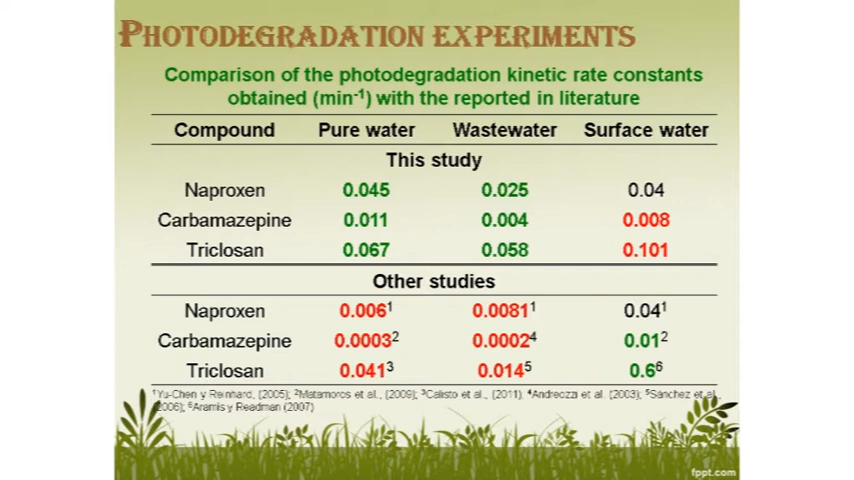 PHOTODEGRADATION EXPERIMENTS
Comparison of the photodegradation kinetic rate constants
obtained (min⁻¹) with the reported in literature
Compound Pure water Wastewater Surface water
This study
Naproxen 0.045 0.025 0.04
Carbamazepine 0.011 0.004 0.008
Triclosan 0.067 0.058 0.101
Other studies
Naproxen 0.006¹ 0.0081¹ 0.04¹
Carbamazepine 0.0003² 0.0002⁴ 0.01²
Triclosan 0.041³ 0.014⁵ 0.6⁶
¹Yu-Chen y Reinhard, (2005); ²Matamoros et al., (2009); ³Calisto et al., (2011); ⁴Andreozzi et al. (2003); ⁵Sánchez et al.,
2006); ⁶Aramis y Readman (2007)
fppt.com